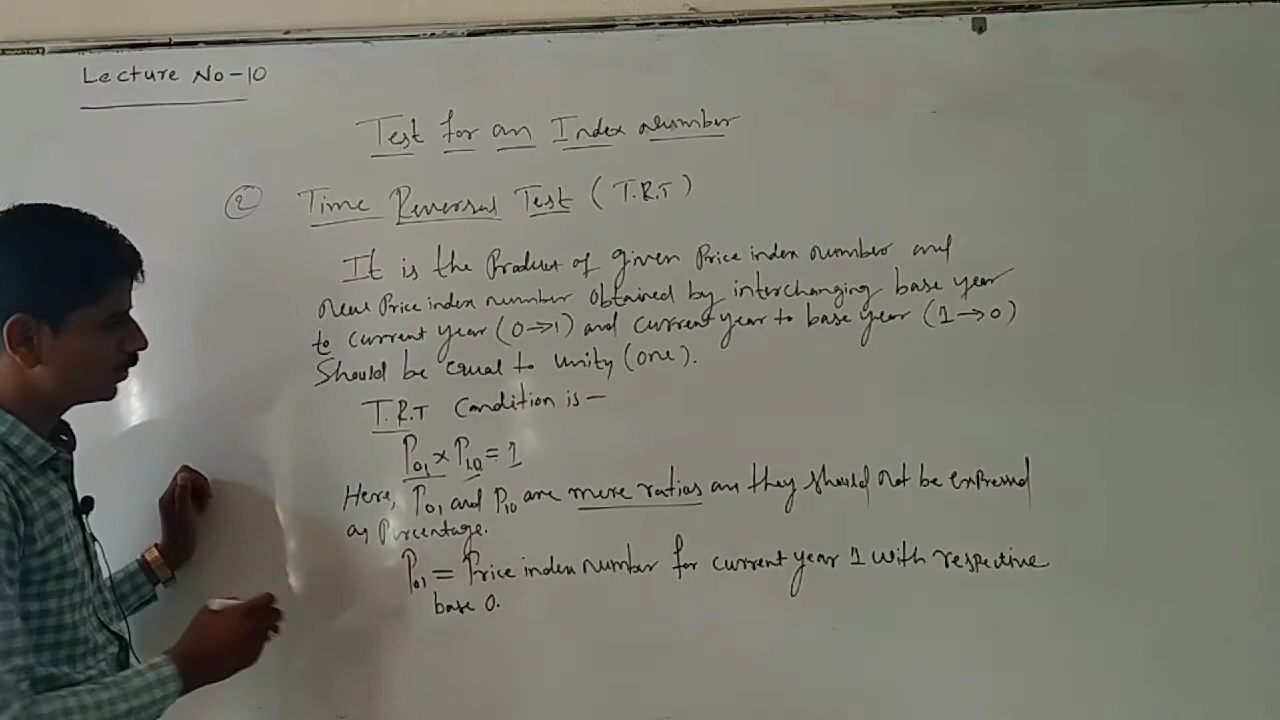 Lecture No-10
Test for an Index Number
② Time Reversal Test (T.R.T)
It is the Product of given Price index number and
new Price index number obtained by interchanging base year
to current year (0→1) and current year to base year (1→0)
Should be equal to unity (one).
T.R.T Condition is —
P₀₁ × P₁₀ = 1
Here, P₀₁ and P₁₀ are mere ratios and they should not be expressed
as Percentage.
P₀₁ = Price index number for current year 1 with respective
base 0.